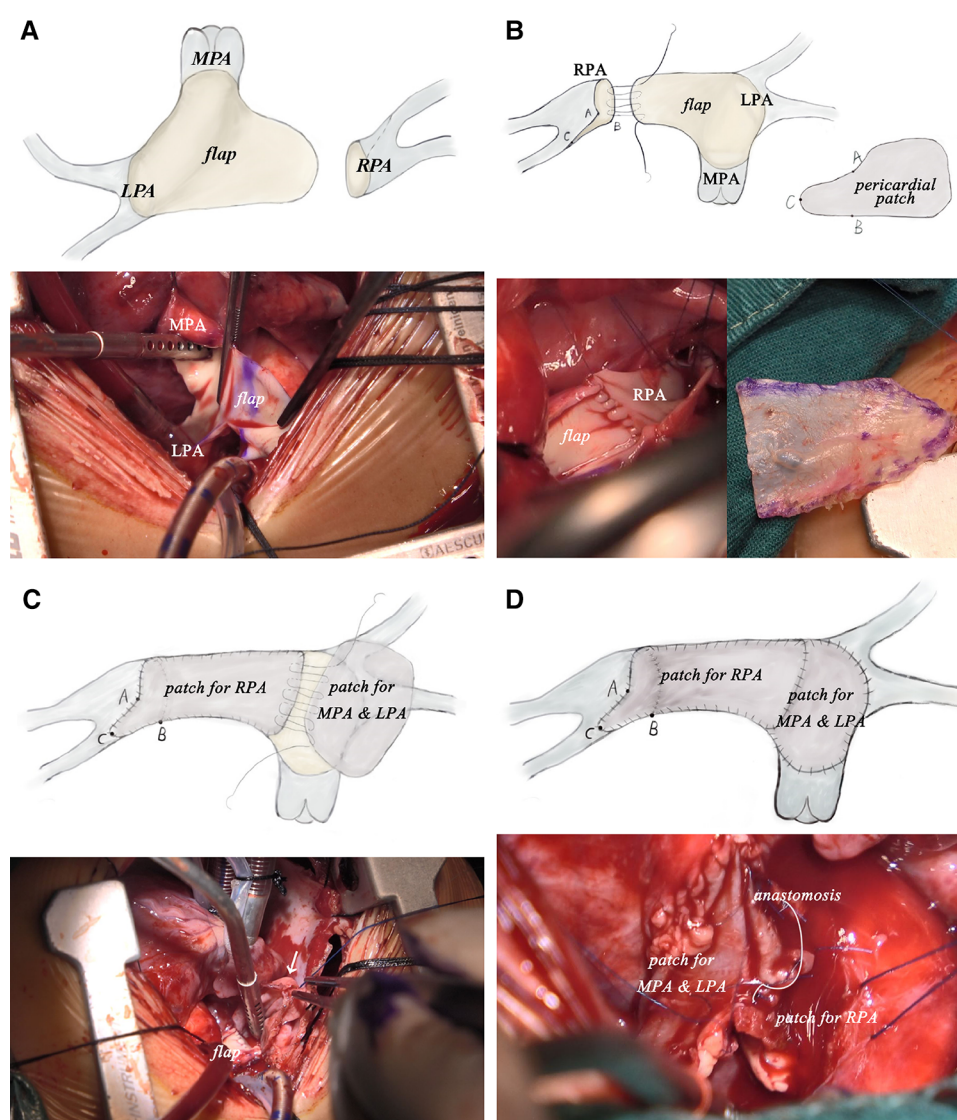 A
MPA
flap
LPA
RPA
MPA
flap
LPA
B
RPA
flap
LPA
A
B
C
MPA
A
pericardial
patch
C
B
RPA
flap
C
patch for RPA
patch for
MPA & LPA
A
C
B
flap
D
patch for RPA
patch for
MPA & LPA
A
C
B
anastomosis
patch for
MPA & LPA
patch for RPA